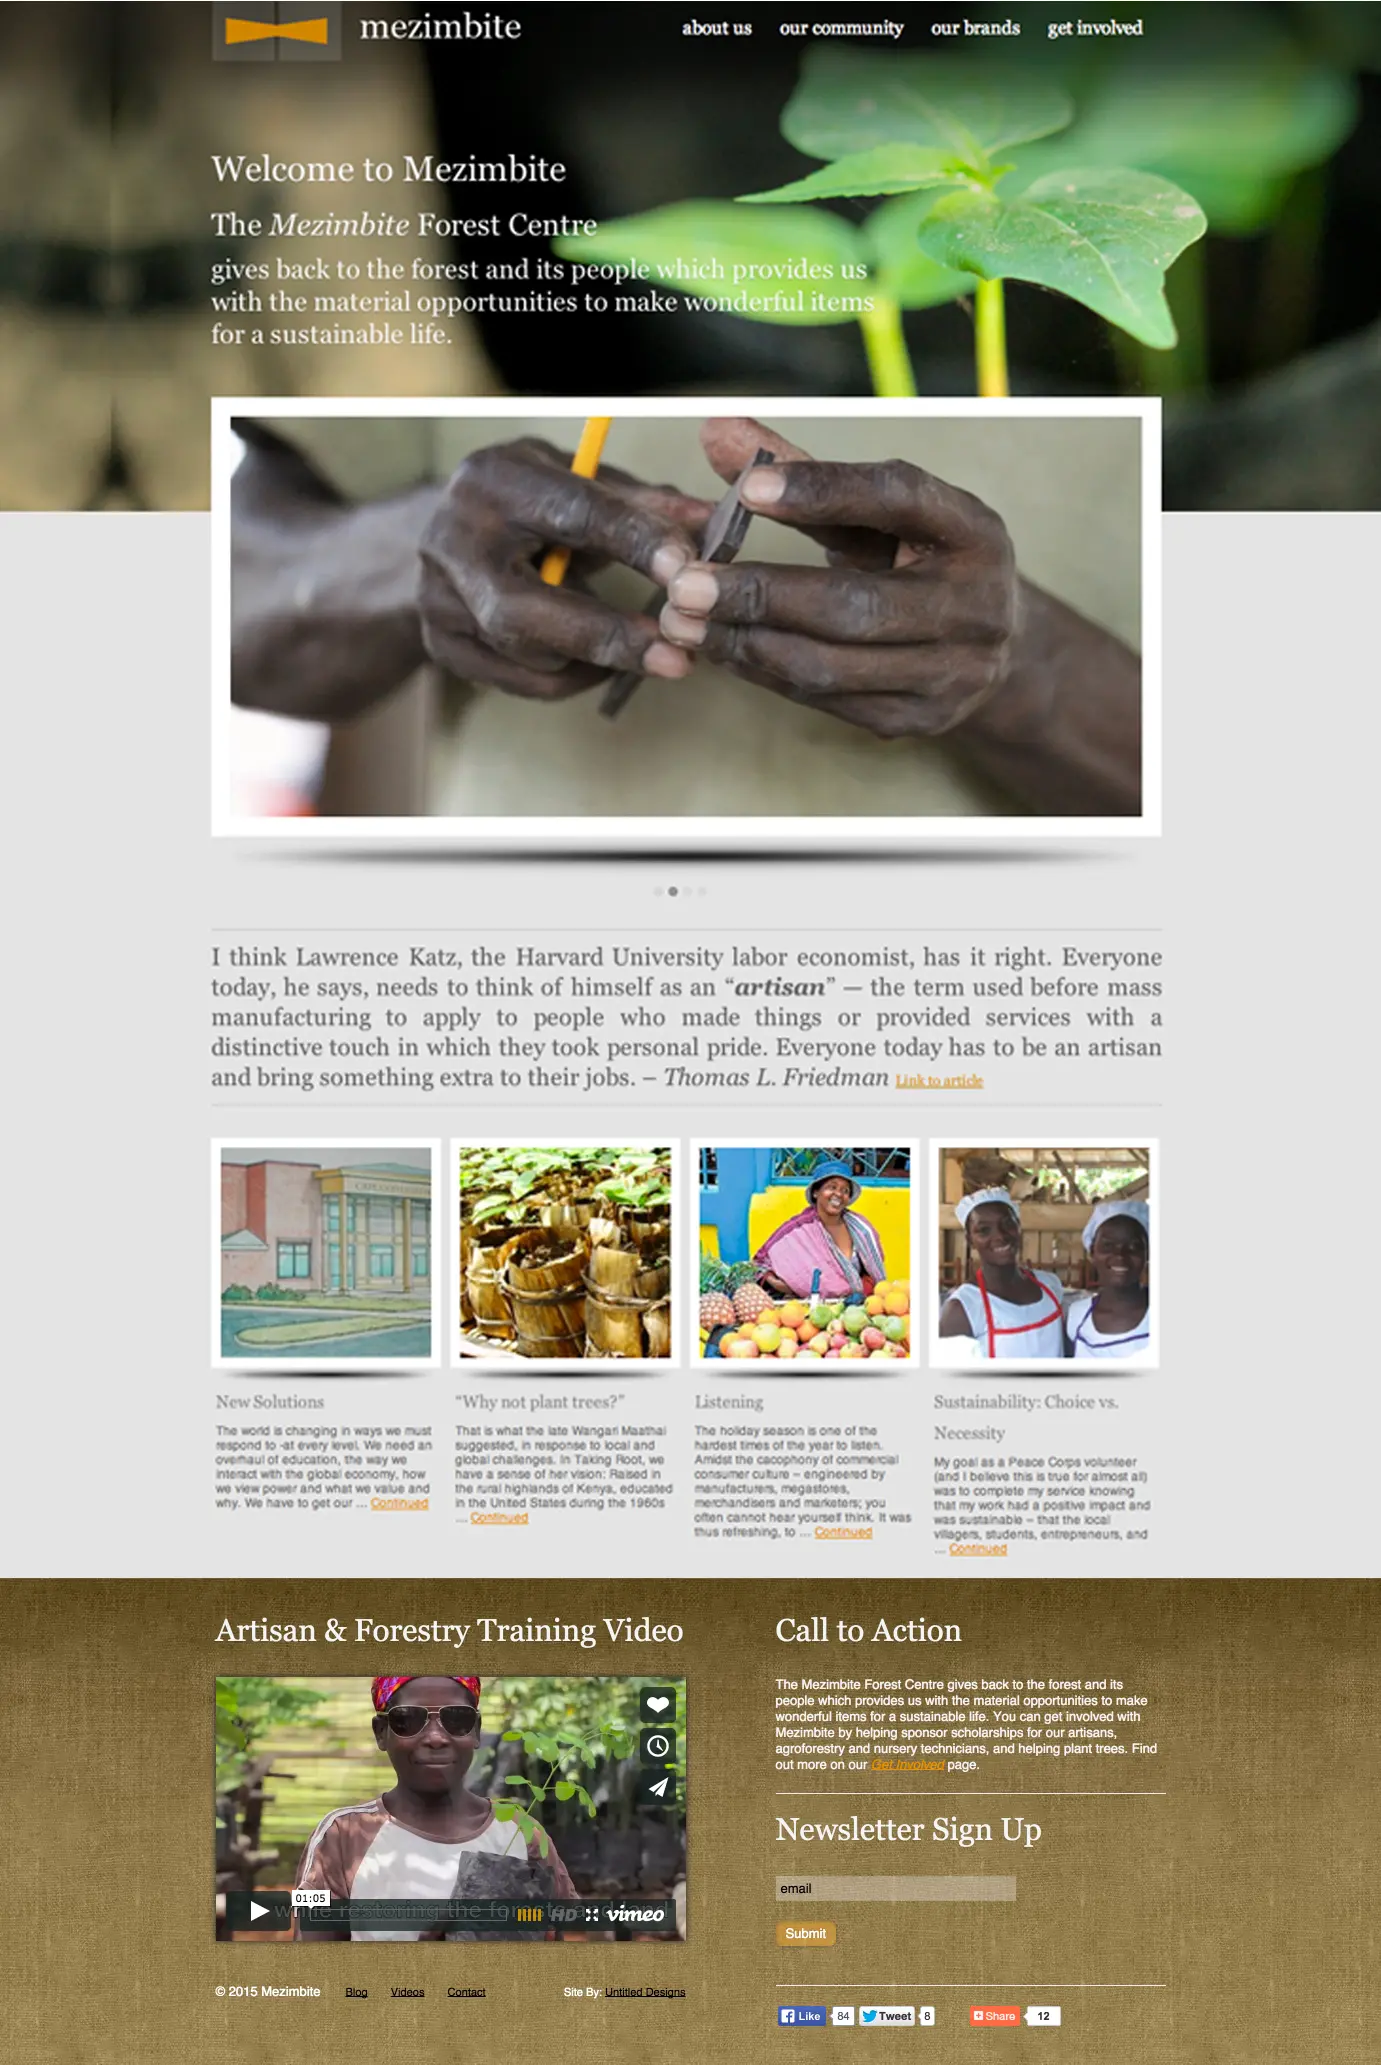 mezimbite
about us our community our brands get involved
Welcome to Mezimbite
The Mezimbite Forest Centre
gives back to the forest and its people which provides us
with the material opportunities to make wonderful items
for a sustainable life.
I think Lawrence Katz, the Harvard University labor economist, has it right. Everyone
today, he says, needs to think of himself as an “artisan” — the term used before mass
manufacturing to apply to people who made things or provided services with a
distinctive touch in which they took personal pride. Everyone today has to be an artisan
and bring something extra to their jobs. – Thomas L. Friedman Link to article
New Solutions
The world is changing in ways we must
respond to -at every level. We need an
overhaul of education, the way we
interact with the global economy, how
we view power and what we value and
why. We have to get our ... Continued
“Why not plant trees?”
That is what the late Wangari Maathai
suggested, in response to local and
global challenges. In Taking Root, we
have a sense of her vision: Raised in
the rural highlands of Kenya, educated
in the United States during the 1960s
... Continued
Listening
The holiday season is one of the
hardest times of the year to listen.
Amidst the cacophony of commercial
consumer culture – engineered by
manufacturers, megastores,
merchandisers and marketers; you
often cannot hear yourself think. It was
thus refreshing, to ... Continued
Sustainability: Choice vs.
Necessity
My goal as a Peace Corps volunteer
(and I believe this is true for almost all)
was to complete my service knowing
that my work had a positive impact and
was sustainable – that the local
villagers, students, entrepreneurs, and
... Continued
Artisan & Forestry Training Video
01:05
while restoring the forests and land
HD vimeo
Call to Action
The Mezimbite Forest Centre gives back to the forest and its
people which provides us with the material opportunities to make
wonderful items for a sustainable life. You can get involved with
Mezimbite by helping sponsor scholarships for our artisans,
agroforestry and nursery technicians, and helping plant trees. Find
out more on our Get Involved page.
Newsletter Sign Up
email
Submit
© 2015 Mezimbite Blog Videos Contact Site By: Untitled Designs
Like 84 Tweet 8 Share 12